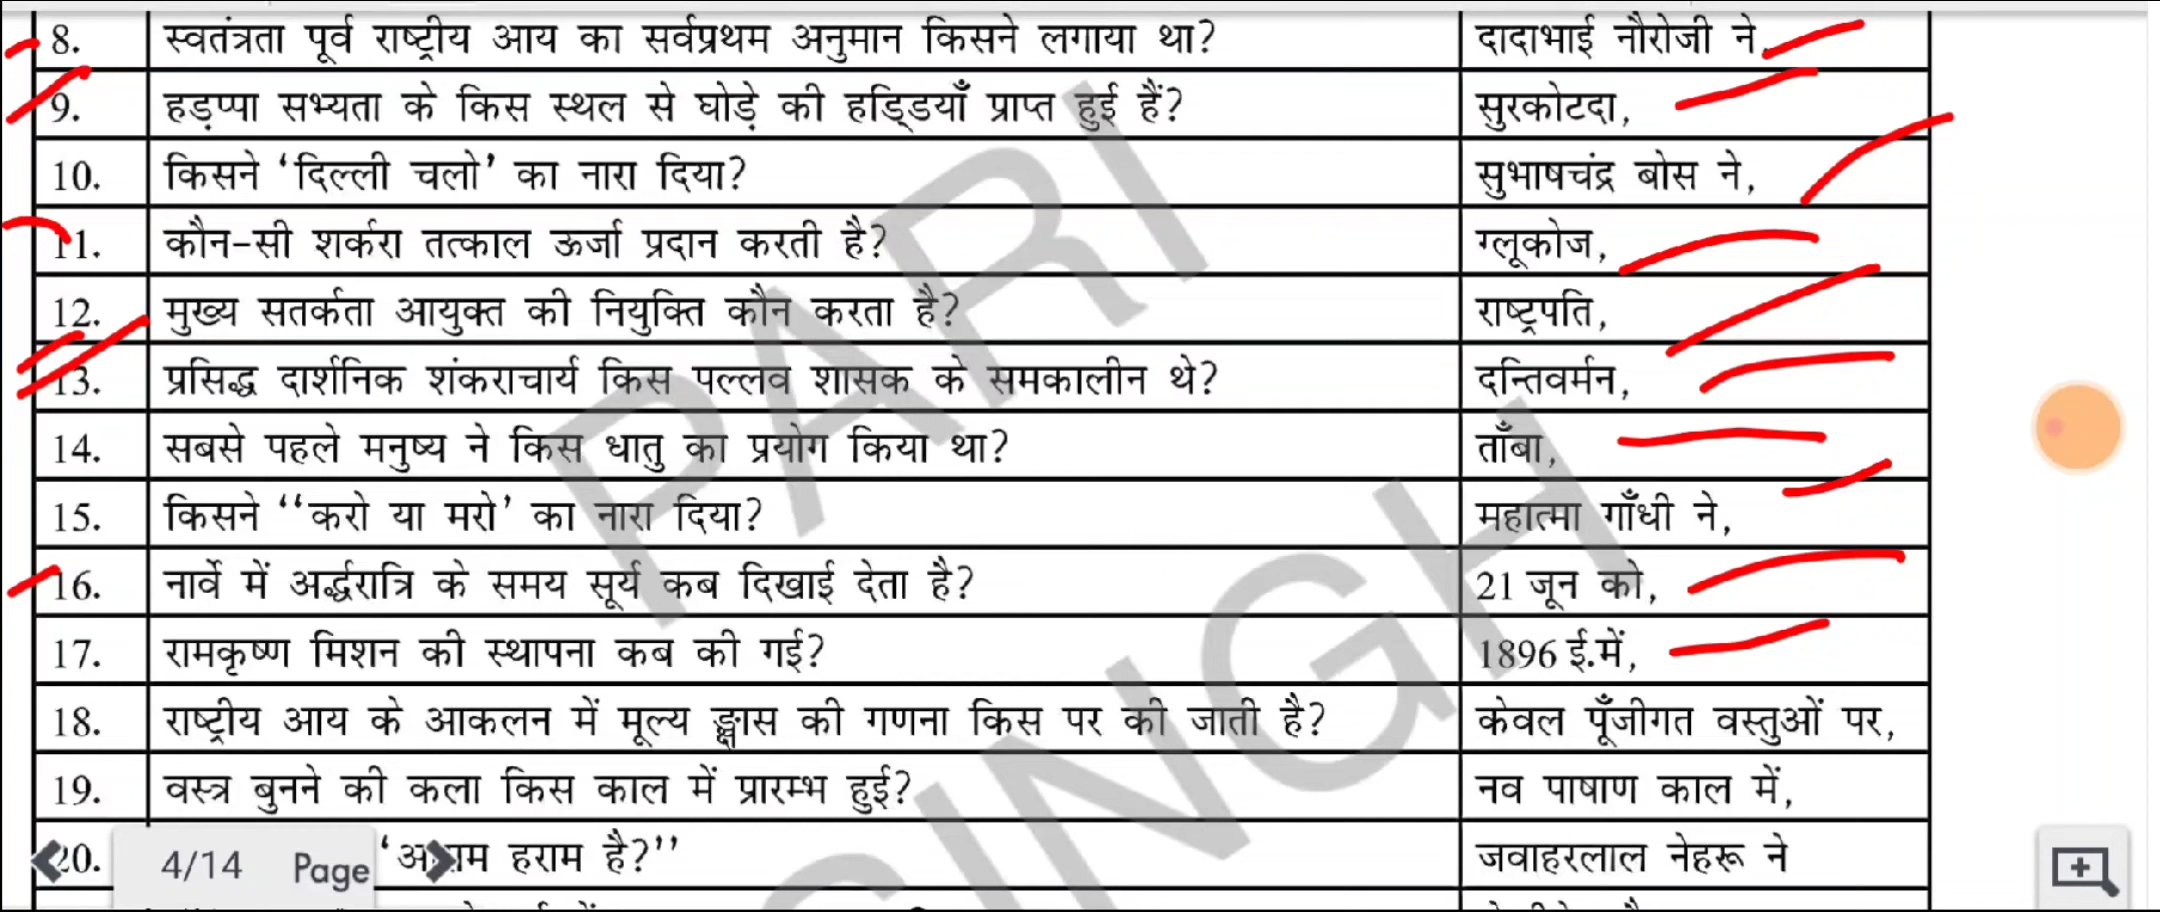 8. स्वतंत्रता पूर्व राष्ट्रीय आय का सर्वप्रथम अनुमान किसने लगाया था? दादाभाई नौरोजी ने,
9. हड़प्पा सभ्यता के किस स्थल से घोड़े की हड्डियाँ प्राप्त हुई हैं? सुरकोटदा,
10. किसने ‘दिल्ली चलो’ का नारा दिया? सुभाषचंद्र बोस ने,
11. कौन-सी शर्करा तत्काल ऊर्जा प्रदान करती है? ग्लूकोज,
12. मुख्य सतर्कता आयुक्त की नियुक्ति कौन करता है? राष्ट्रपति,
13. प्रसिद्ध दार्शनिक शंकराचार्य किस पल्लव शासक के समकालीन थे? दन्तिवर्मन,
14. सबसे पहले मनुष्य ने किस धातु का प्रयोग किया था? ताँबा,
15. किसने ‘‘करो या मरो’ का नारा दिया? महात्मा गाँधी ने,
16. नार्वे में अर्द्धरात्रि के समय सूर्य कब दिखाई देता है? 21 जून को,
17. रामकृष्ण मिशन की स्थापना कब की गई? 1896 ई.में,
18. राष्ट्रीय आय के आकलन में मूल्य की गणना किस पर की जाती है? केवल पूँजीगत वस्तुओं पर,
19. वस्त्र बुनने की कला किस काल में प्रारम्भ हुई? नव पाषाण काल में,
20. हराम है?’’ जवाहरलाल नेहरू ने
4/14 Page
PARI
SINGH